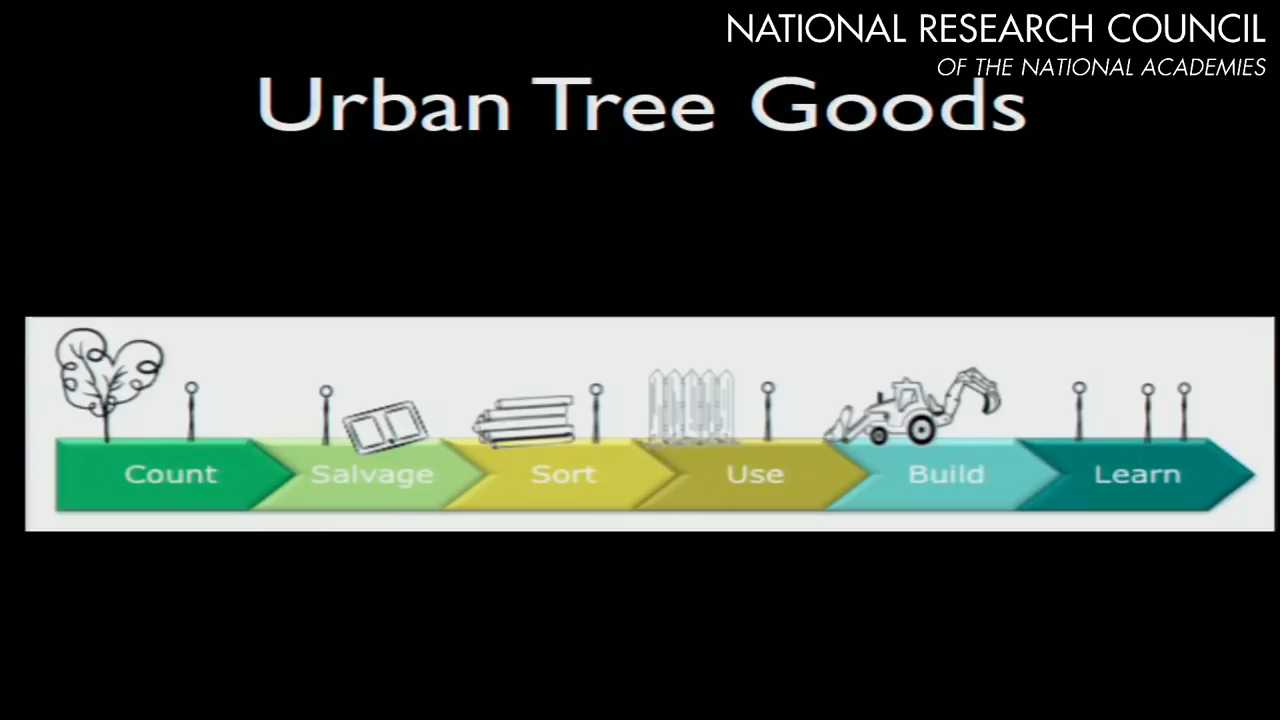 NATIONAL RESEARCH COUNCIL
OF THE NATIONAL ACADEMIES
Urban Tree Goods
Count Salvage Sort Use Build Learn